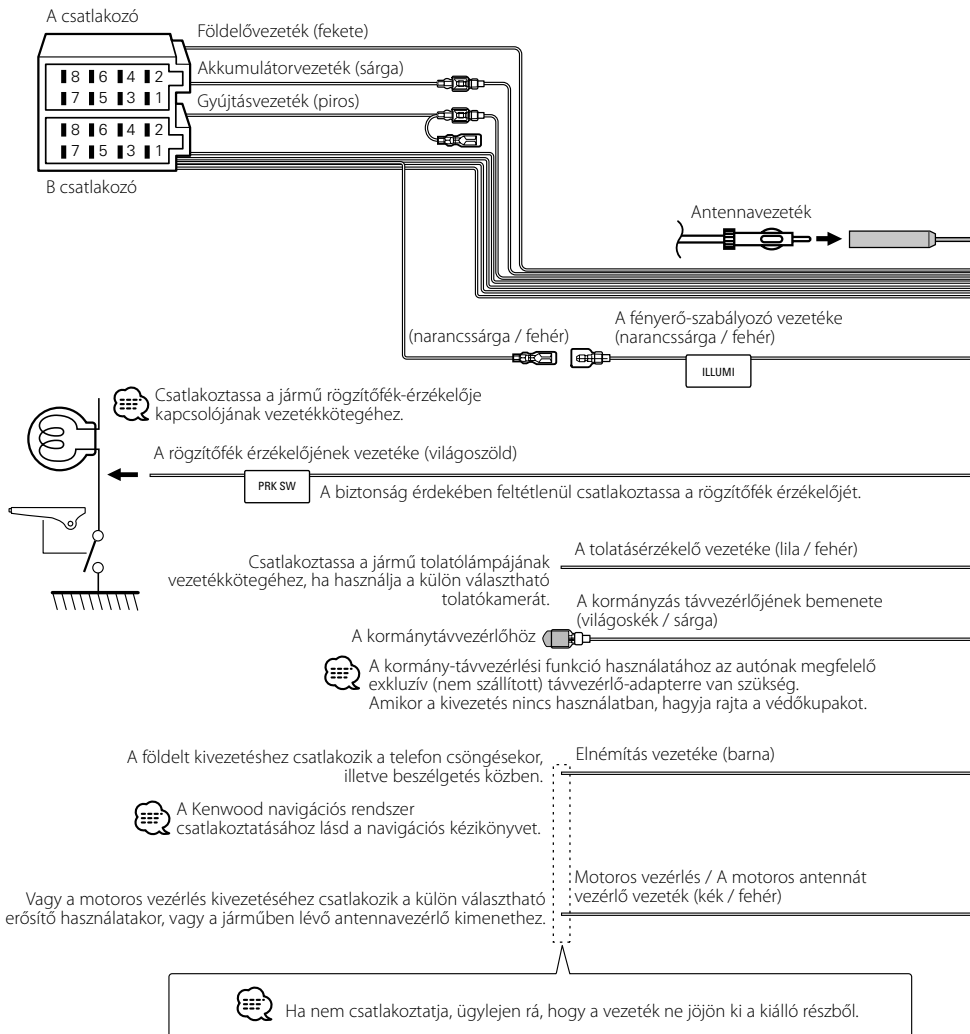 A csatlakozó
Földelővezeték (fekete)
Akkumulátorvezeték (sárga)
Gyújtásvezeték (piros)
8 6 4 2
7 5 3 1
8 6 4 2
7 5 3 1
B csatlakozó
Antennavezeték
(narancssárga / fehér)
A fényerő-szabályozó vezetéke
(narancssárga / fehér)
ILLUMI
Csatlakoztassa a jármű rögzítőfék-érzékelője
kapcsolójának vezetékkötegéhez.
A rögzítőfék érzékelőjének vezetéke (világoszöld)
PRK SW
A biztonság érdekében feltétlenül csatlakoztassa a rögzítőfék érzékelőjét.
Csatlakoztassa a jármű tolatólámpájának
vezetékkötegéhez, ha használja a külön választható
tolatókamerát.
A tolatásérzékelő vezetéke (lila / fehér)
A kormányzás távvezérlőjének bemenete
(világoskék / sárga)
A kormánytávvezérlőhöz
A kormány-távvezérlési funkció használatához az autónak megfelelő
exkluzív (nem szállított) távvezérlő-adapterre van szükség.
Amikor a kivezetés nincs használatban, hagyja rajta a védőkupakot.
A földelt kivezetéshez csatlakozik a telefon csöngésekor,
illetve beszélgetés közben.
Elnémítás vezetéke (barna)
A Kenwood navigációs rendszer
csatlakoztatásához lásd a navigációs kézikönyvet.
Motoros vezérlés / A motoros antennát
vezérlő vezeték (kék / fehér)
Vagy a motoros vezérlés kivezetéséhez csatlakozik a külön választható
erősítő használatakor, vagy a járműben lévő antennavezérlő kimenethez.
Ha nem csatlakoztatja, ügyeljen rá, hogy a vezeték ne jöjön ki a kiálló részből.